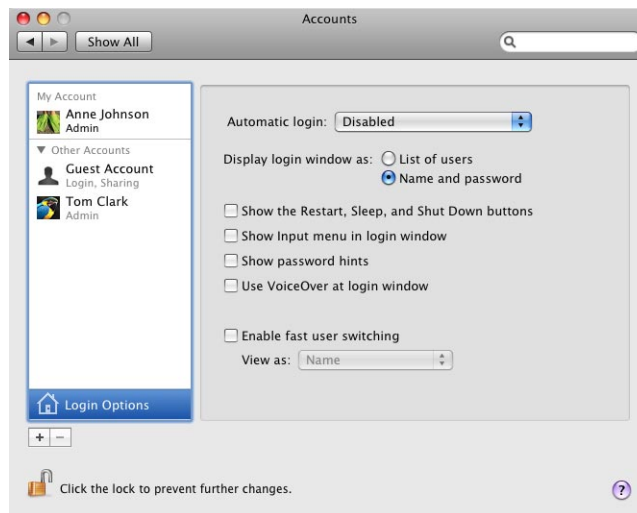 Accounts
Show All
My Account
Anne Johnson
Admin
Other Accounts
Guest Account
Login, Sharing
Tom Clark
Admin
Login Options
Automatic login: Disabled
Display login window as: List of users
Name and password
Show the Restart, Sleep, and Shut Down buttons
Show Input menu in login window
Show password hints
Use VoiceOver at login window
Enable fast user switching
View as: Name
+ −
Click the lock to prevent further changes.
?